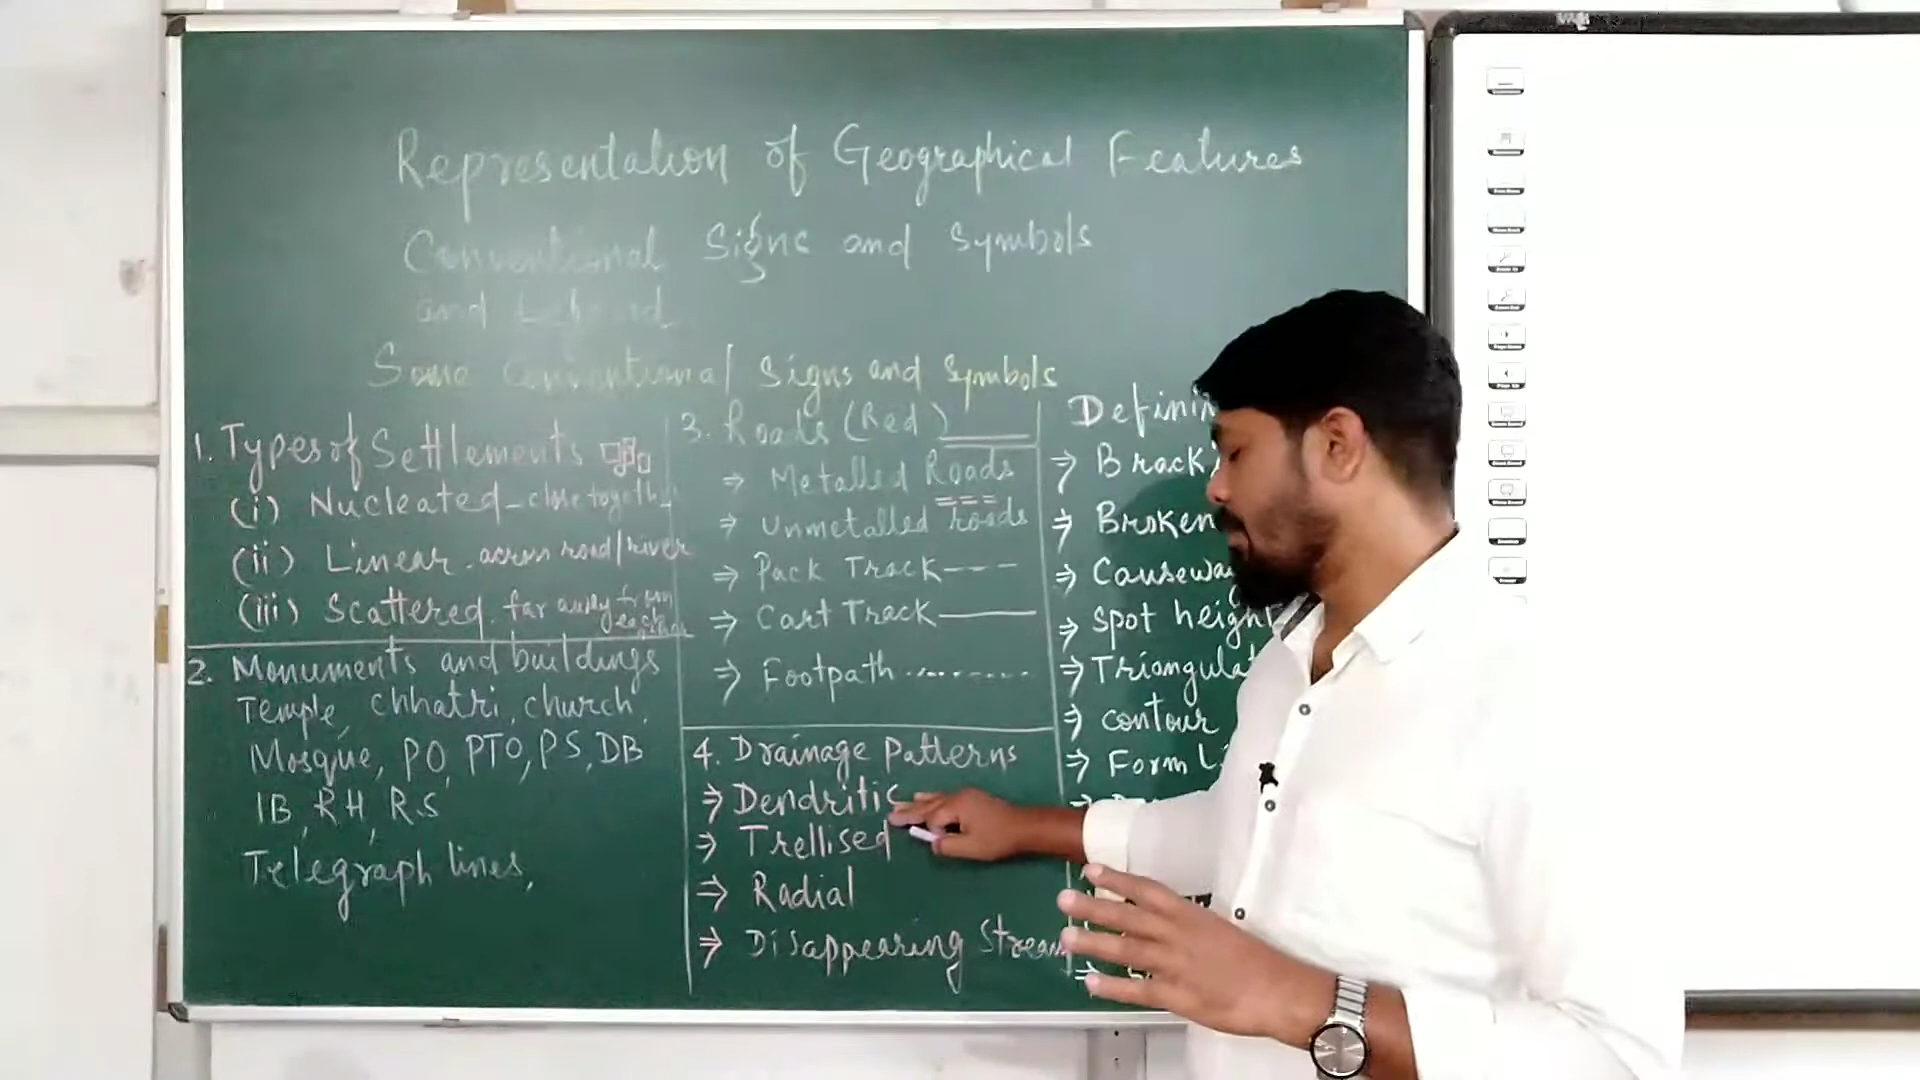 Representation of Geographical Features
Conventional Signs and Symbols
and Legend
Some Conventional Signs and Symbols
1. Types of Settlements
(i) Nucleated - close together
(ii) Linear. across road/river
(iii) Scattered. far away from
each other
2. Monuments and buildings
Temple, Chhatri, church,
Mosque, PO, PTO, PS, DB
IB, RH, RS
Telegraph lines,
3. Roads (Red)
⇒ Metalled Roads
⇒ Unmetalled roads
⇒ Pack Track
⇒ Cart Track
⇒ Footpath
4. Drainage Patterns
⇒ Dendritic
⇒ Trellised
⇒ Radial
⇒ Disappearing Stream
Defini
⇒ Brack
⇒ Broken
⇒ Causeway
⇒ Spot height
⇒ Triangulat
⇒ contour
⇒ Form Li